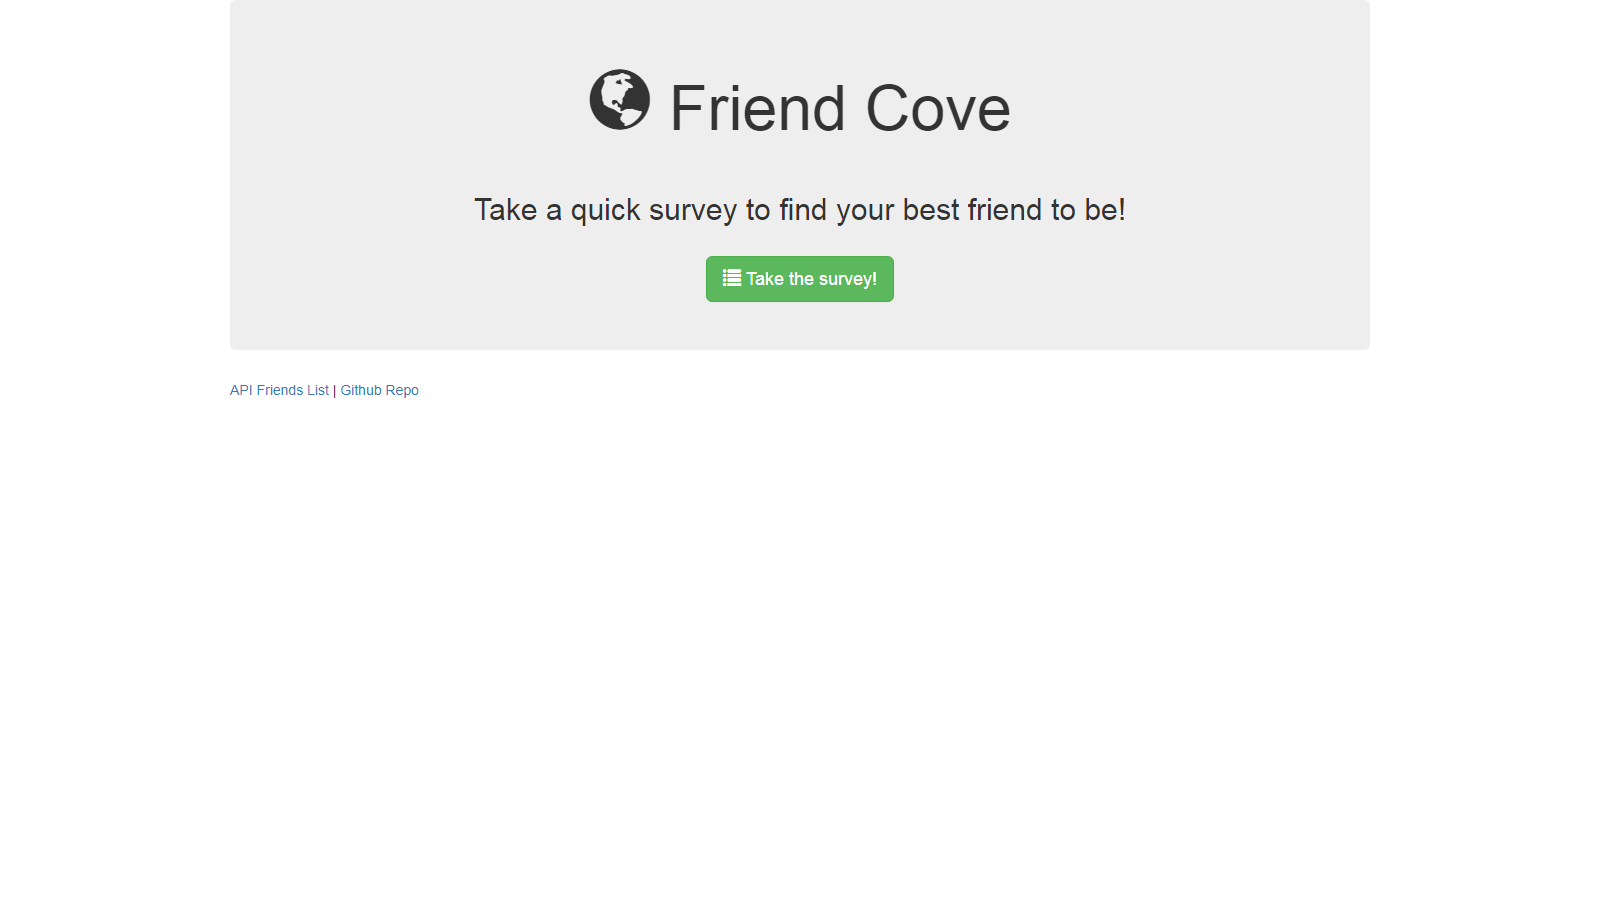 Friend Cove
Take a quick survey to find your best friend to be!
Take the survey!
API Friends List | Github Repo